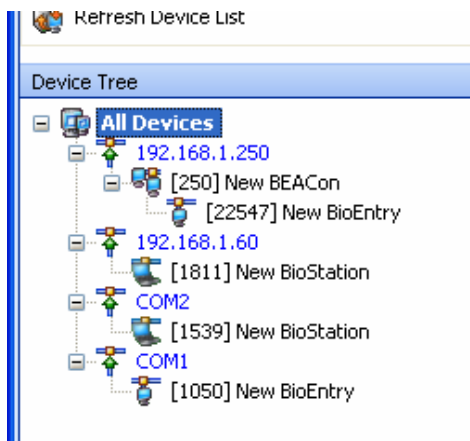 Refresh Device List
Device Tree
All Devices
192.168.1.250
[250] New BEACon
[22547] New BioEntry
192.168.1.60
[1811] New BioStation
COM2
[1539] New BioStation
COM1
[1050] New BioEntry